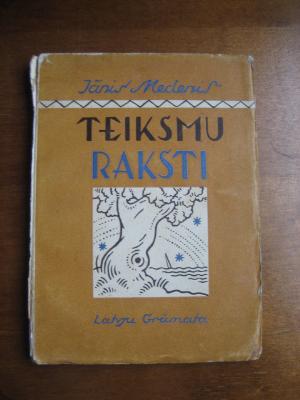 Jānis Medenis
TEIKSMU
RAKSTI
Latvju Grāmata